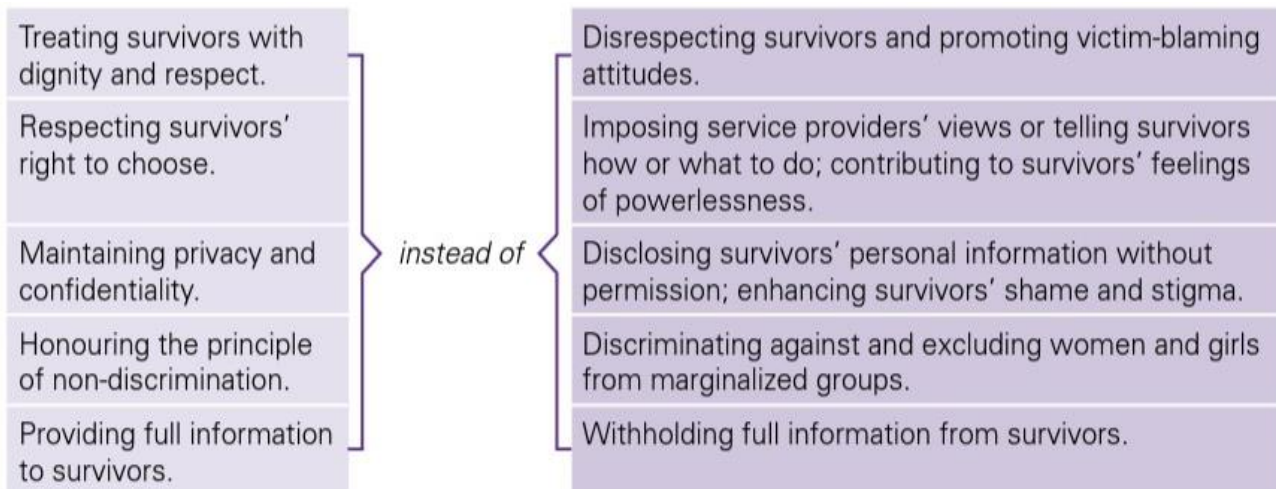 Treating survivors with
dignity and respect.
Disrespecting survivors and promoting victim-blaming
attitudes.
Respecting survivors'
right to choose.
Imposing service providers' views or telling survivors
how or what to do; contributing to survivors' feelings
of powerlessness.
Maintaining privacy and
confidentiality.
instead of
Disclosing survivors' personal information without
permission; enhancing survivors' shame and stigma.
Honouring the principle
of non-discrimination.
Discriminating against and excluding women and girls
from marginalized groups.
Providing full information
to survivors.
Withholding full information from survivors.